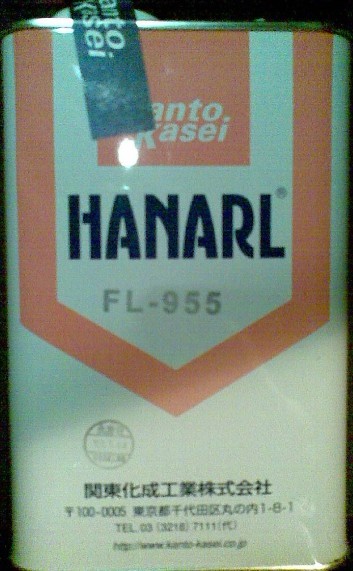 Kanto
Kasei
Kanto
Kasei
HANARL®
FL-955
関東化成工業株式会社
〒100-0005 東京都千代田区丸の内1-8-1
TEL.03 (3218) 7111(代)
http://www.kanto-kasei.co.jp